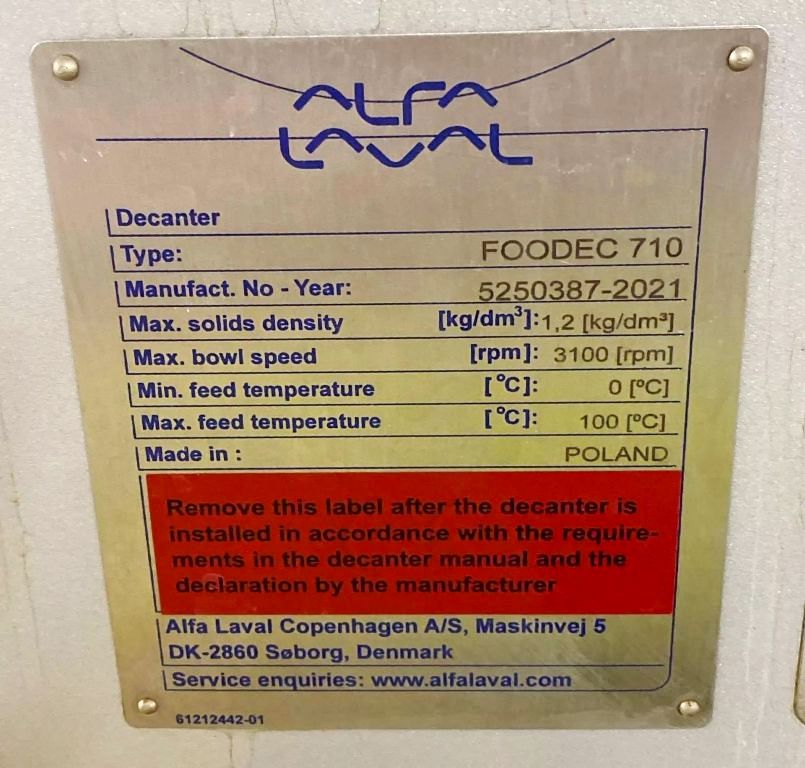 ALFA
LAVAL
Decanter
Type: FOODEC 710
Manufact. No - Year: 5250387-2021
Max. solids density [kg/dm³]: 1,2 [kg/dm³]
Max. bowl speed [rpm]: 3100 [rpm]
Min. feed temperature [°C]: 0 [ºC]
Max. feed temperature [°C]: 100 [ºC]
Made in : POLAND
Remove this label after the decanter is
installed in accordance with the require-
ments in the decanter manual and the
declaration by the manufacturer
Alfa Laval Copenhagen A/S, Maskinvej 5
DK-2860 Søborg, Denmark
Service enquiries: www.alfalaval.com
61212442-01